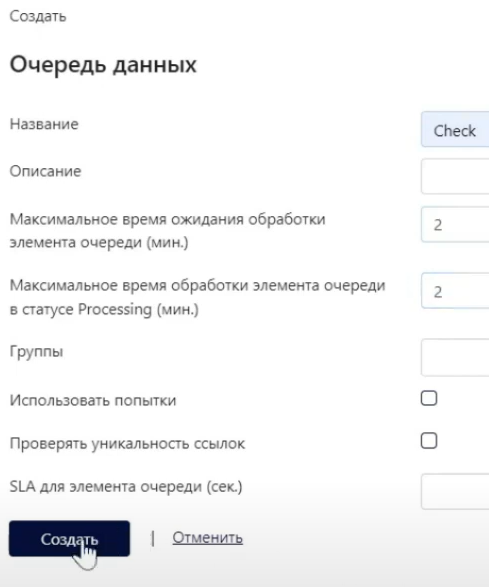 Создать
Очередь данных
Название
Check
Описание
Максимальное время ожидания обработки
элемента очереди (мин.)
2
Максимальное время обработки элемента очереди
в статусе Processing (мин.)
2
Группы
Использовать попытки
Проверять уникальность ссылок
SLA для элемента очереди (сек.)
Создать | Отменить